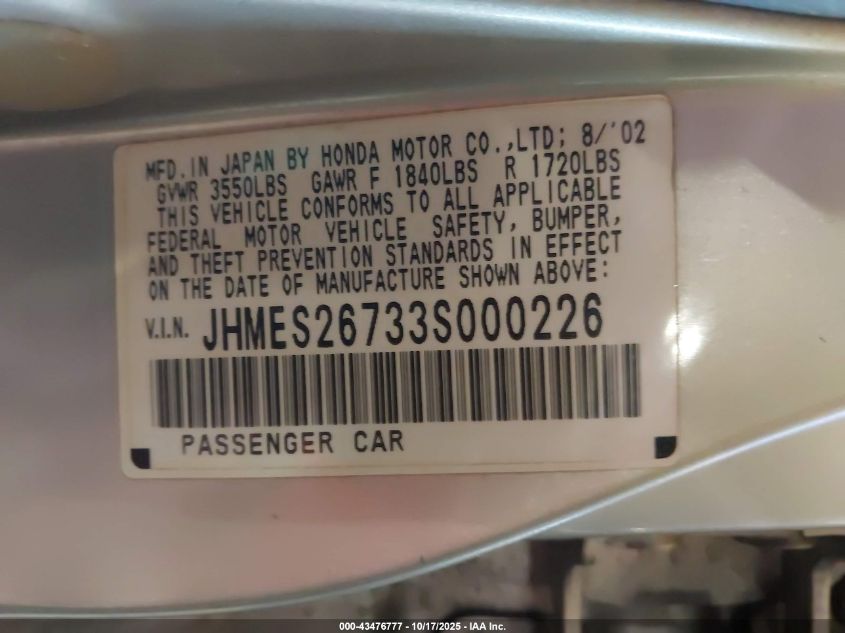 MFD. IN JAPAN BY HONDA MOTOR CO.,LTD; 8/'02
GVWR 3550LBS GAWR F 1840LBS R 1720LBS
THIS VEHICLE CONFORMS TO ALL APPLICABLE
FEDERAL MOTOR VEHICLE SAFETY, BUMPER,
AND THEFT PREVENTION STANDARDS IN EFFECT
ON THE DATE OF MANUFACTURE SHOWN ABOVE:
V.I.N. JHMES26733S000226
PASSENGER CAR
000-43476777 - 10/17/2025 - IAA Inc.